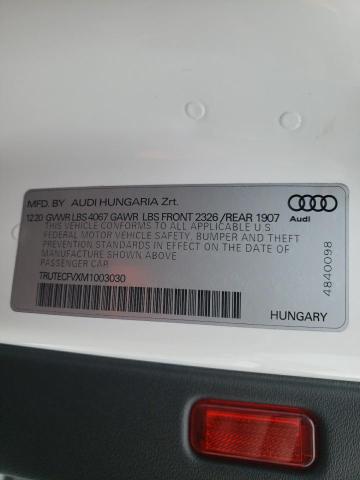 MFD. BY AUDI HUNGARIA Zrt.
12.20 GVWR LBS 4067 GAWR LBS FRONT 2326 /REAR 1907
THIS VEHICLE CONFORMS TO ALL APPLICABLE U.S.
FEDERAL MOTOR VEHICLE SAFETY, BUMPER AND THEFT
PREVENTION STANDARDS IN EFFECT ON THE DATE OF
MANUFACTURE SHOWN ABOVE.
PASSENGER CAR
TRUTECFVXM1003030
Audi
4840098
HUNGARY